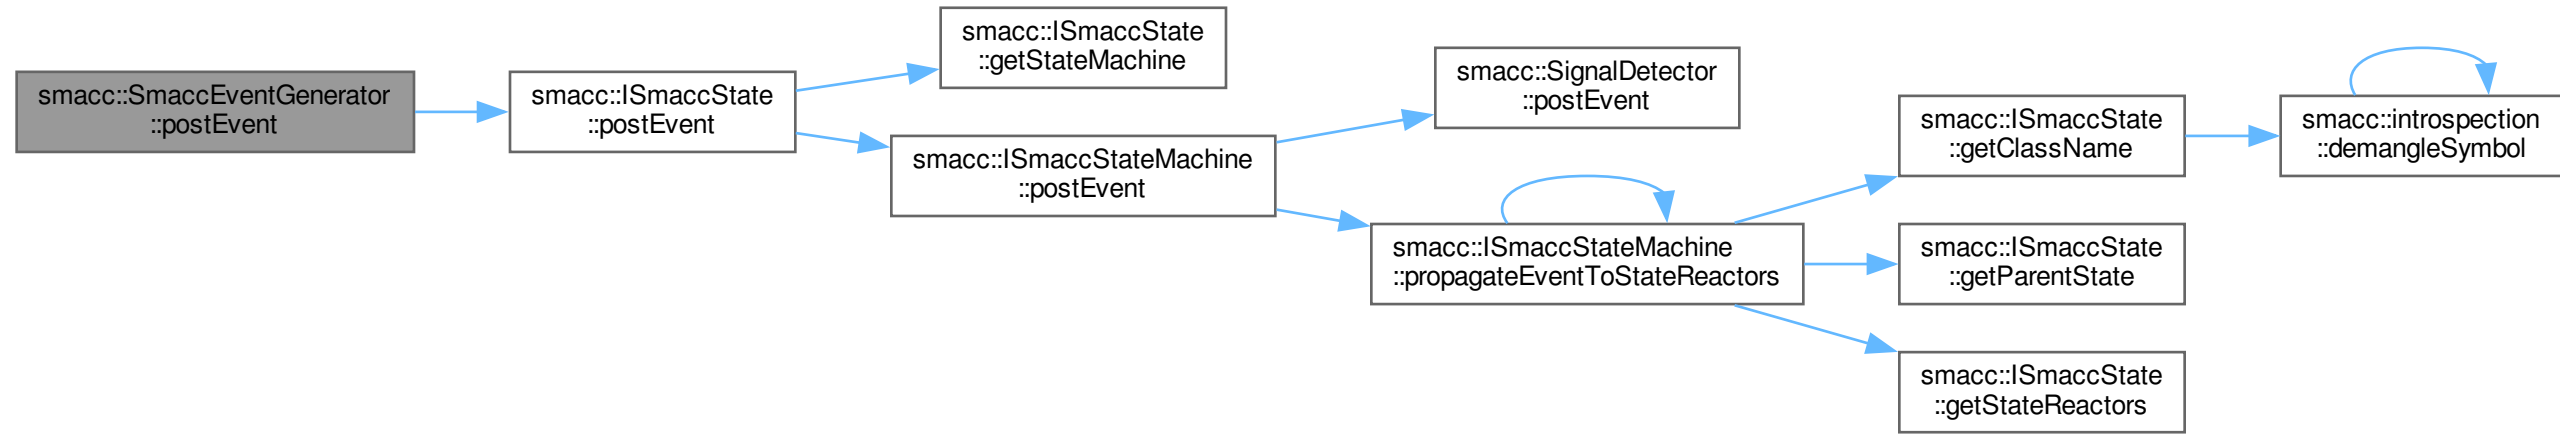 smacc::SmaccEventGenerator
::postEvent
smacc::ISmaccState
::postEvent
smacc::ISmaccState
::getStateMachine
smacc::ISmaccStateMachine
::postEvent
smacc::SignalDetector
::postEvent
smacc::ISmaccStateMachine
::propagateEventToStateReactors
smacc::ISmaccState
::getClassName
smacc::introspection
::demangleSymbol
smacc::ISmaccState
::getParentState
smacc::ISmaccState
::getStateReactors